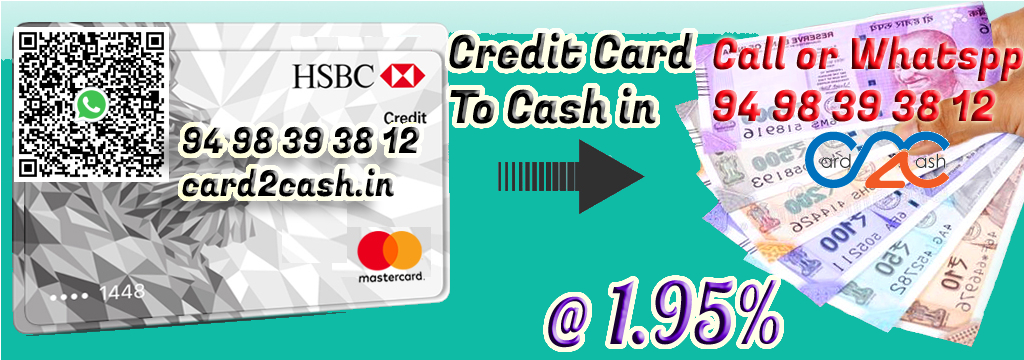 HSBC
Credit
94 98 39 38 12
card2cash.in
mastercard.
•••• 1448
Credit Card
To Cash in
@ 1.95%
Call or Whatspp
94 98 39 38 12
Card2Cash